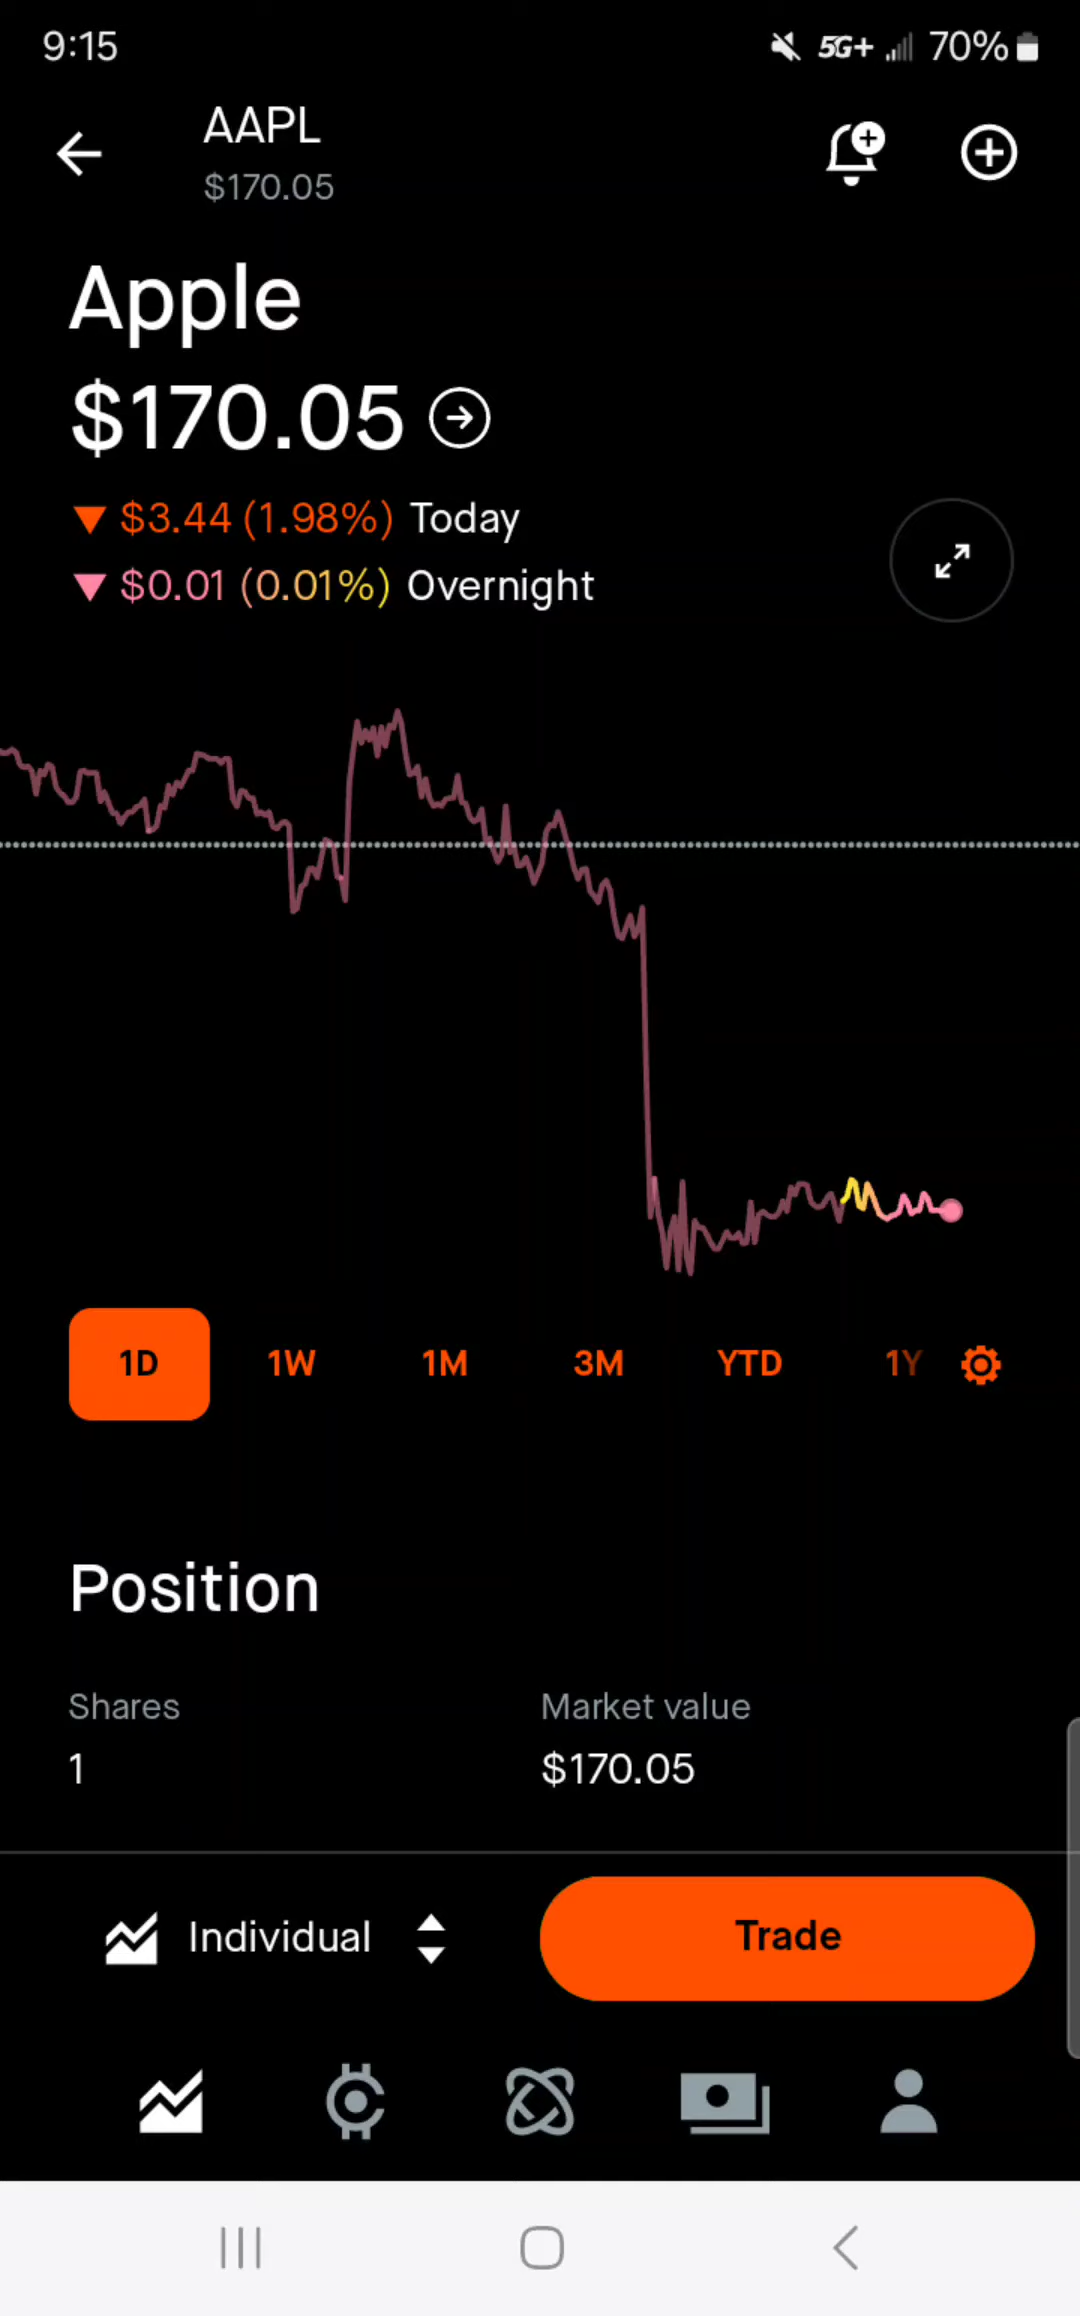 9:15
5G+ 70%
AAPL
$170.05
Apple
$170.05
▼ $3.44 (1.98%) Today
▼ $0.01 (0.01%) Overnight
1D 1W 1M 3M YTD 1Y
Position
Shares Market value
1 $170.05
Individual Trade